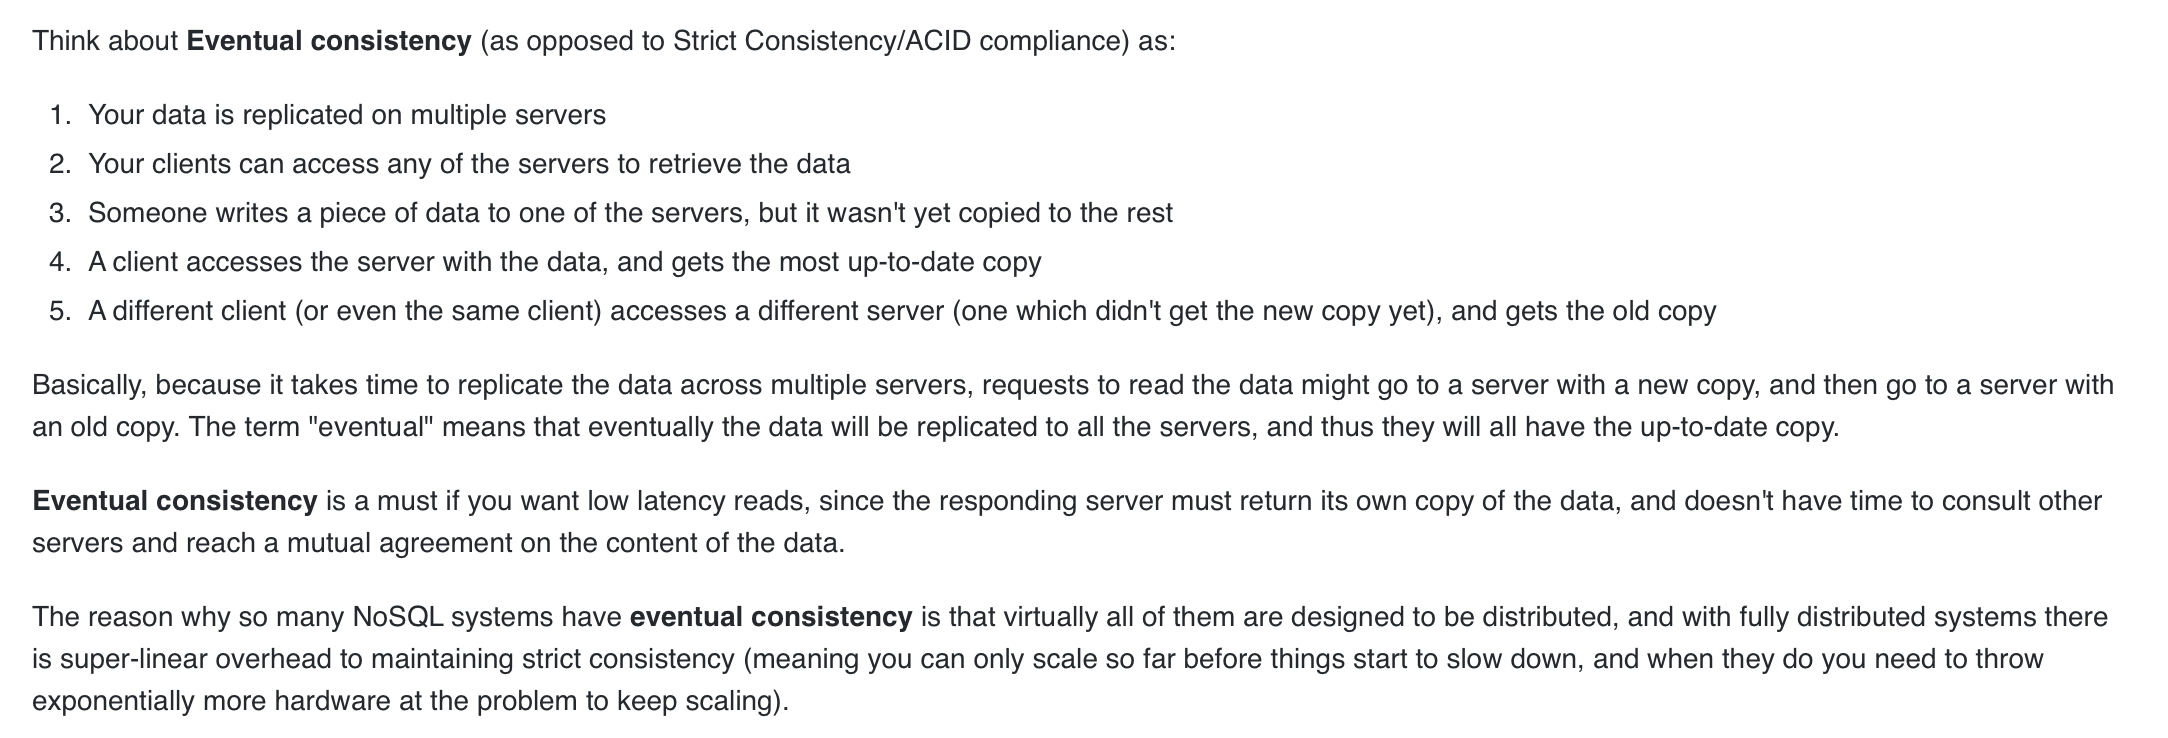 Think about Eventual consistency (as opposed to Strict Consistency/ACID compliance) as:
1. Your data is replicated on multiple servers
2. Your clients can access any of the servers to retrieve the data
3. Someone writes a piece of data to one of the servers, but it wasn't yet copied to the rest
4. A client accesses the server with the data, and gets the most up-to-date copy
5. A different client (or even the same client) accesses a different server (one which didn't get the new copy yet), and gets the old copy
Basically, because it takes time to replicate the data across multiple servers, requests to read the data might go to a server with a new copy, and then go to a server with
an old copy. The term "eventual" means that eventually the data will be replicated to all the servers, and thus they will all have the up-to-date copy.
Eventual consistency is a must if you want low latency reads, since the responding server must return its own copy of the data, and doesn't have time to consult other
servers and reach a mutual agreement on the content of the data.
The reason why so many NoSQL systems have eventual consistency is that virtually all of them are designed to be distributed, and with fully distributed systems there
is super-linear overhead to maintaining strict consistency (meaning you can only scale so far before things start to slow down, and when they do you need to throw
exponentially more hardware at the problem to keep scaling).